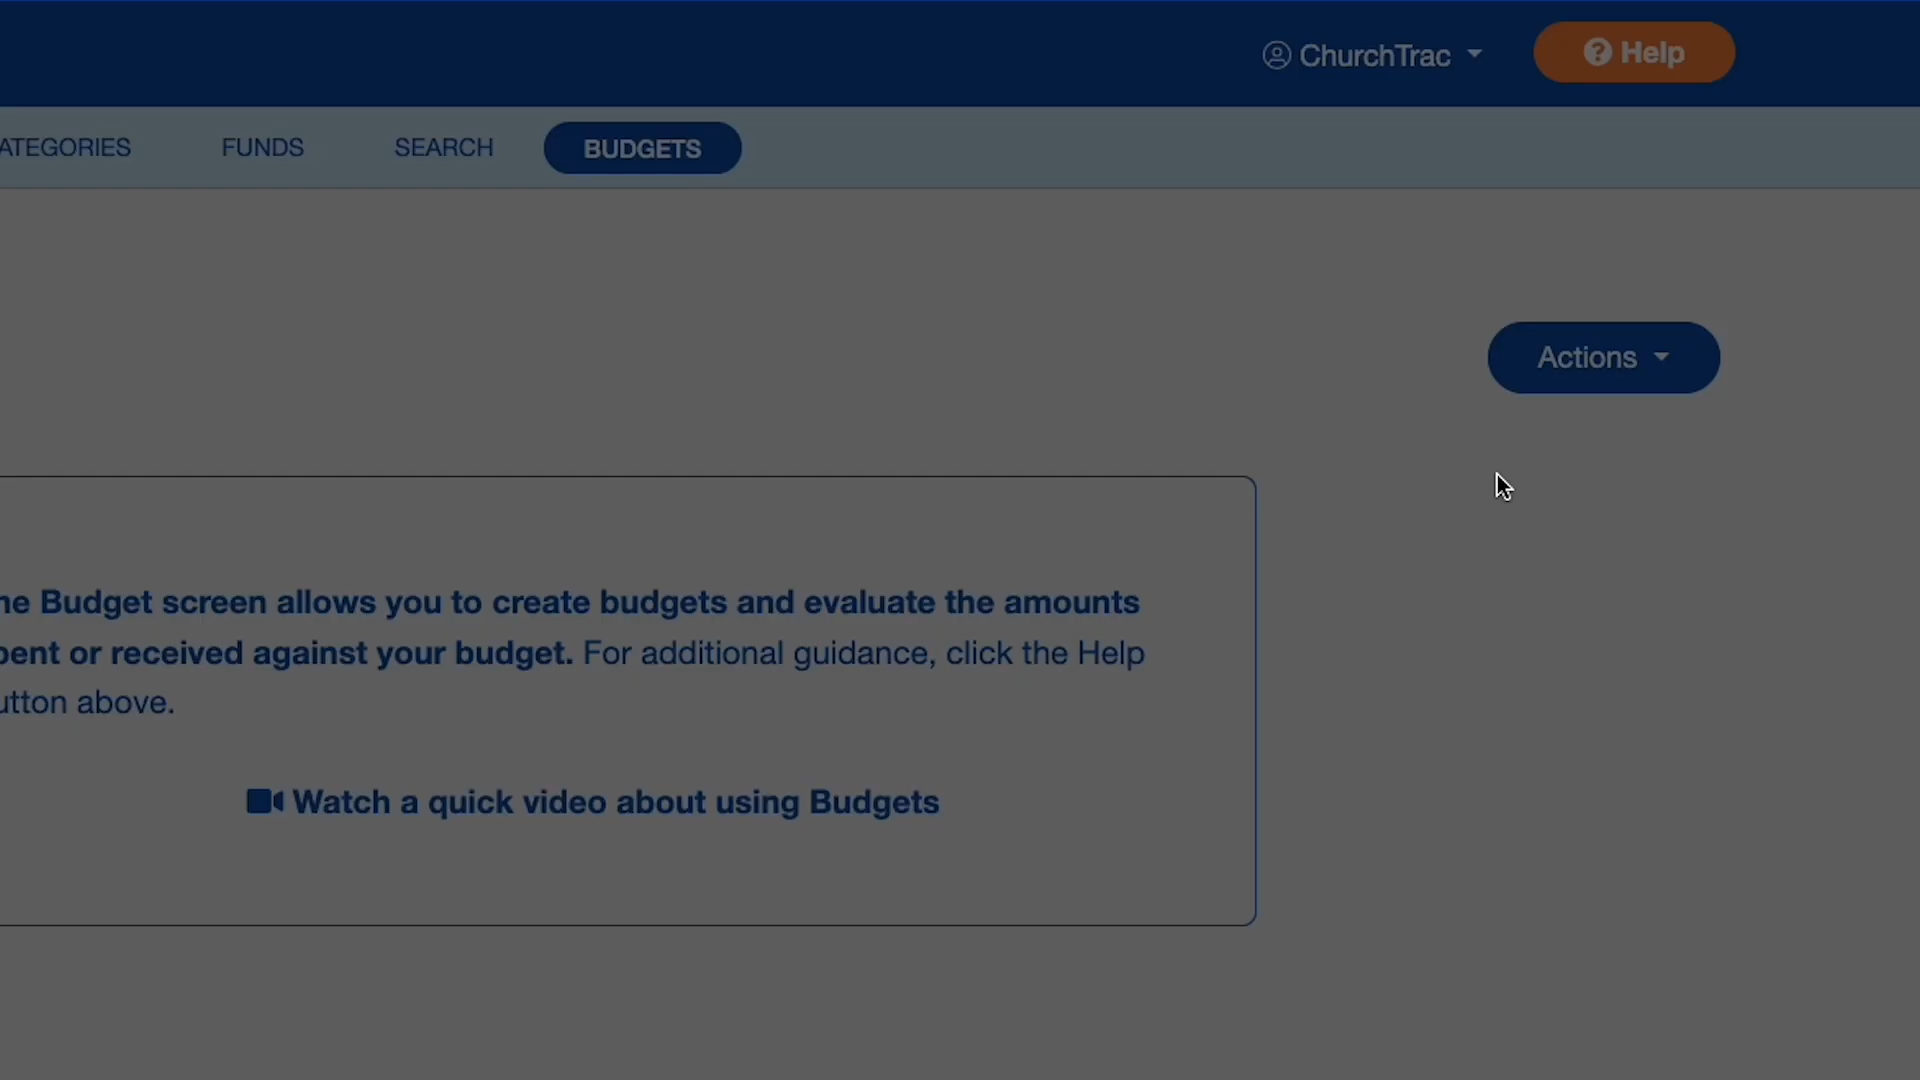 ChurchTrac
Help
ATEGORIES
FUNDS
SEARCH
BUDGETS
Actions
he Budget screen allows you to create budgets and evaluate the amounts
pent or received against your budget. For additional guidance, click the Help
utton above.
Watch a quick video about using Budgets